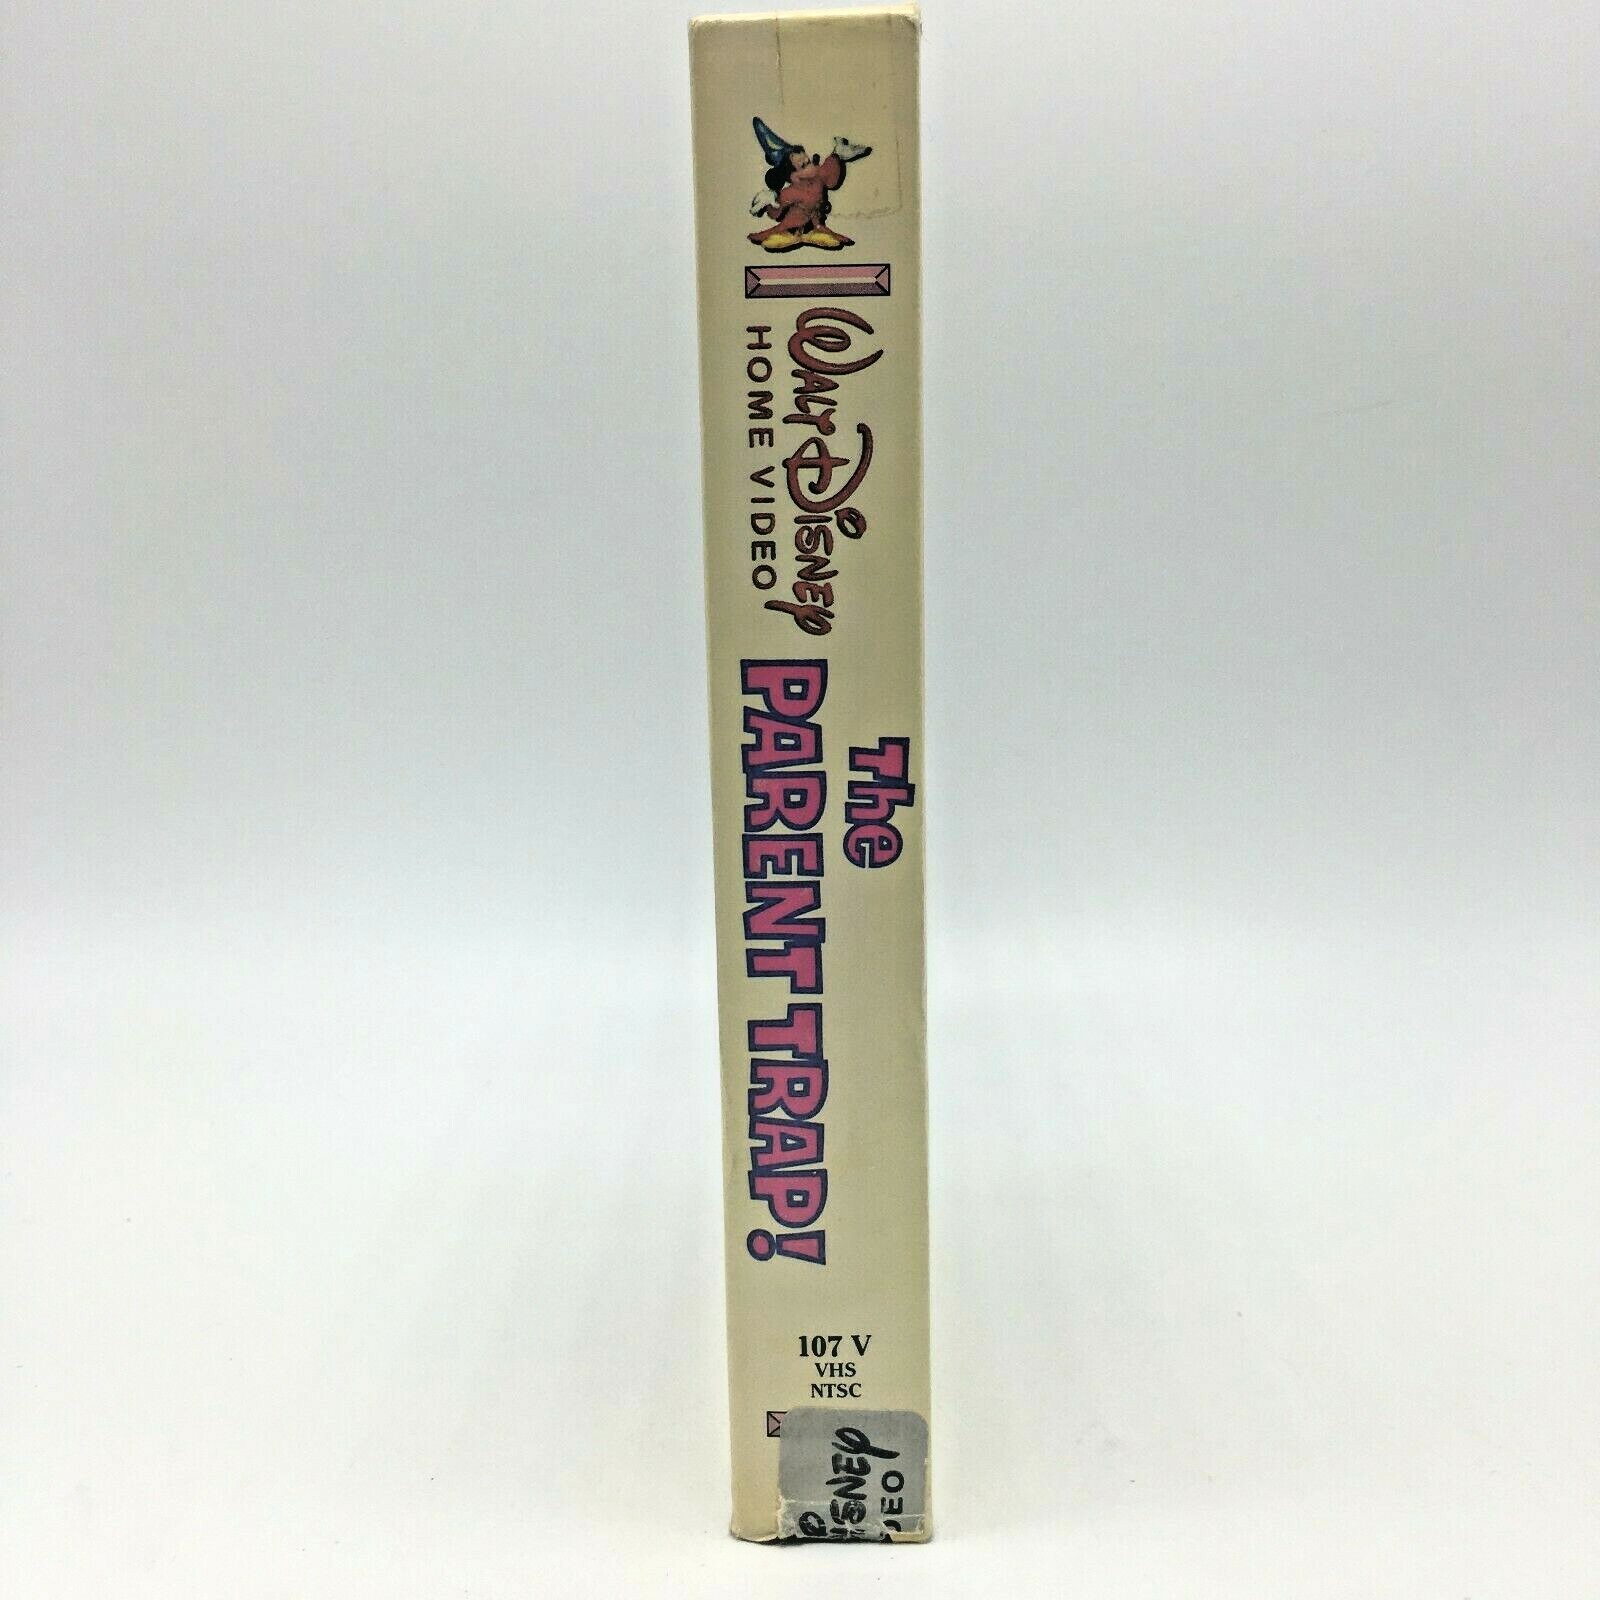 WALT DISNEY
HOME VIDEO
The
PARENT TRAP!
107 V
VHS
NTSC